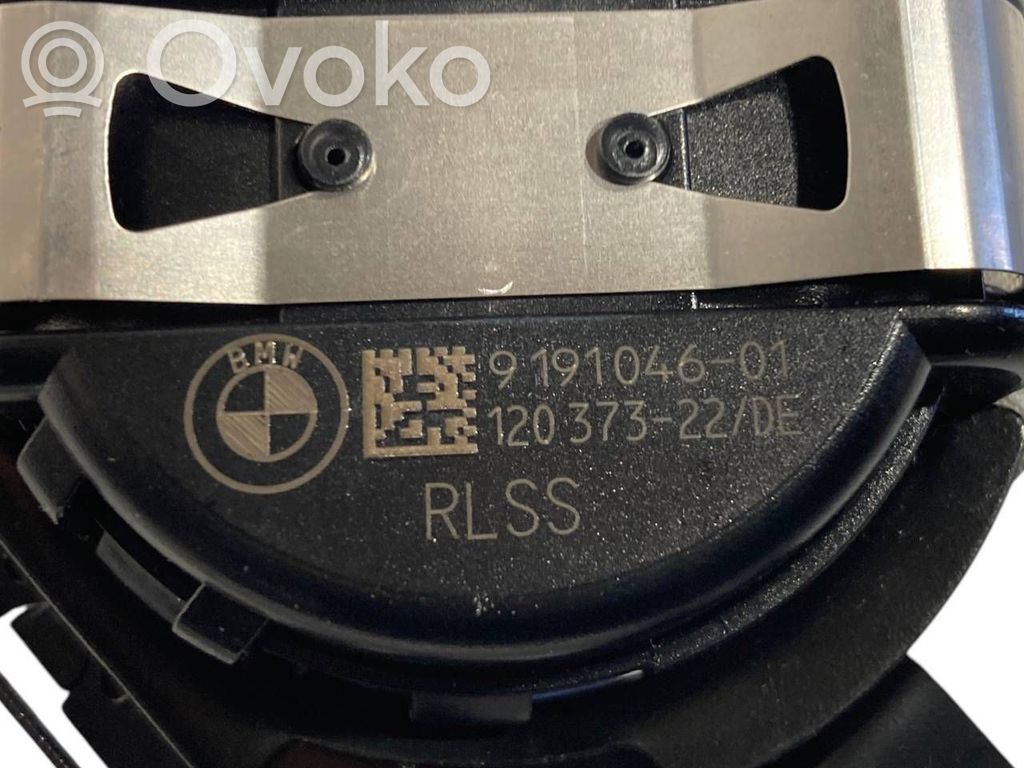 Ovoko
BMW
9 191046-01
120 373-22/DE
RLSS